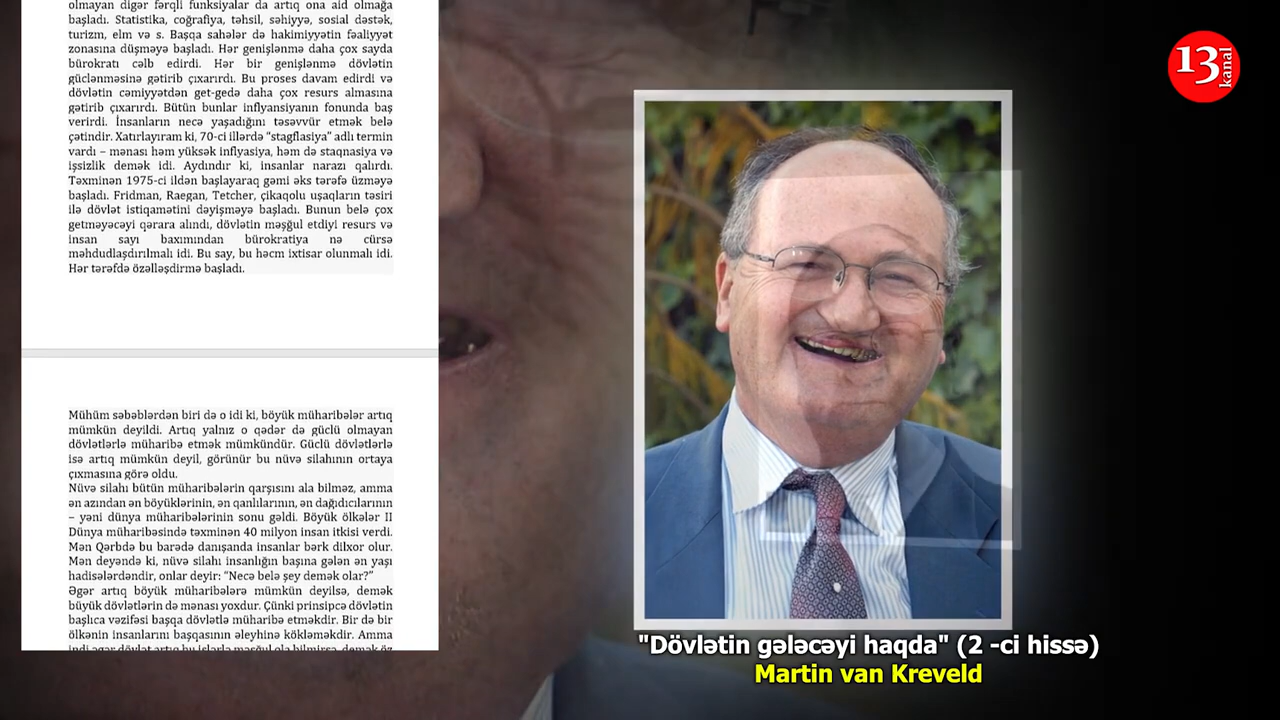 olmayan digər fərqli funksiyalar da artıq ona aid olmağa
başladı. Statistika, coğrafiya, təhsil, səhiyyə, sosial dəstək,
turizm, elm və s. Başqa sahələr də hakimiyyətin fəaliyyət
zonasına düşməyə başladı. Hər genişlənmə daha çox sayda
bürokratı cəlb edirdi. Hər bir genişlənmə dövlətin
güclənməsinə gətirib çıxarırdı. Bu proses davam edirdi və
dövlətin cəmiyyətdən get-gedə daha çox resurs almasına
gətirib çıxarırdı. Bütün bunlar inflyansiyanın fonunda baş
verirdi. İnsanların necə yaşadığını təsəvvür etmək belə
çətindir. Xatırlayıram ki, 70-ci illərdə “stagflasiya” adlı termin
vardı – mənası həm yüksək inflyasiya, həm də staqnasiya və
işsizlik demək idi. Aydındır ki, insanlar narazı qalırdı.
Təxminən 1975-ci ildən başlayaraq gəmi əks tərəfə üzməyə
başladı. Fridman, Raegan, Tetcher, çikaqolu uşaqların təsiri
ilə dövlət istiqamətini dəyişməyə başladı. Bunun belə çox
getməyəcəyi qərara alındı, dövlətin məşğul etdiyi resurs və
insan sayı baxımından bürokratiya nə cürsə
məhdudlaşdırılmalı idi. Bu say, bu həcm ixtisar olunmalı idi.
Hər tərəfdə özəlləşdirmə başladı.
Mühüm səbəblərdən biri də o idi ki, böyük müharibələr artıq
mümkün deyildi. Artıq yalnız o qədər də güclü olmayan
dövlətlərlə müharibə etmək mümkündür. Güclü dövlətlərlə
isə artıq mümkün deyil, görünür bu nüvə silahının ortaya
çıxmasına görə oldu.
Nüvə silahı bütün müharibələrin qarşısını ala bilməz, amma
ən azından ən böyüklərinin, ən qanlılarının, ən dağıdıcılarının
– yəni dünya müharibələrinin sonu gəldi. Böyük ölkələr II
Dünya müharibəsində təxminən 40 milyon insan itkisi verdi.
Mən Qərbdə bu barədə danışanda insanlar bərk dilxor olur.
Mən deyəndə ki, nüvə silahı insanlığın başına gələn ən yaşı
hadisələrdəndir, onlar deyir: “Necə belə şey demək olar?”
Əgər artıq böyük müharibələrə mümkün deyilsə, demək
büyük dövlətlərin də mənası yoxdur. Çünki prinsipcə dövlətin
başlıca vəzifəsi başqa dövlətlə müharibə etməkdir. Bir də bir
ölkənin insanlarını başqasının əleyhinə kökləməkdir. Amma
indi əgər dövlət artıq bu işlərlə məşğul ola bilmirsə, demək öz
13
kanal
"Dövlətin gələcəyi haqda" (2 -ci hissə)
Martin van Kreveld